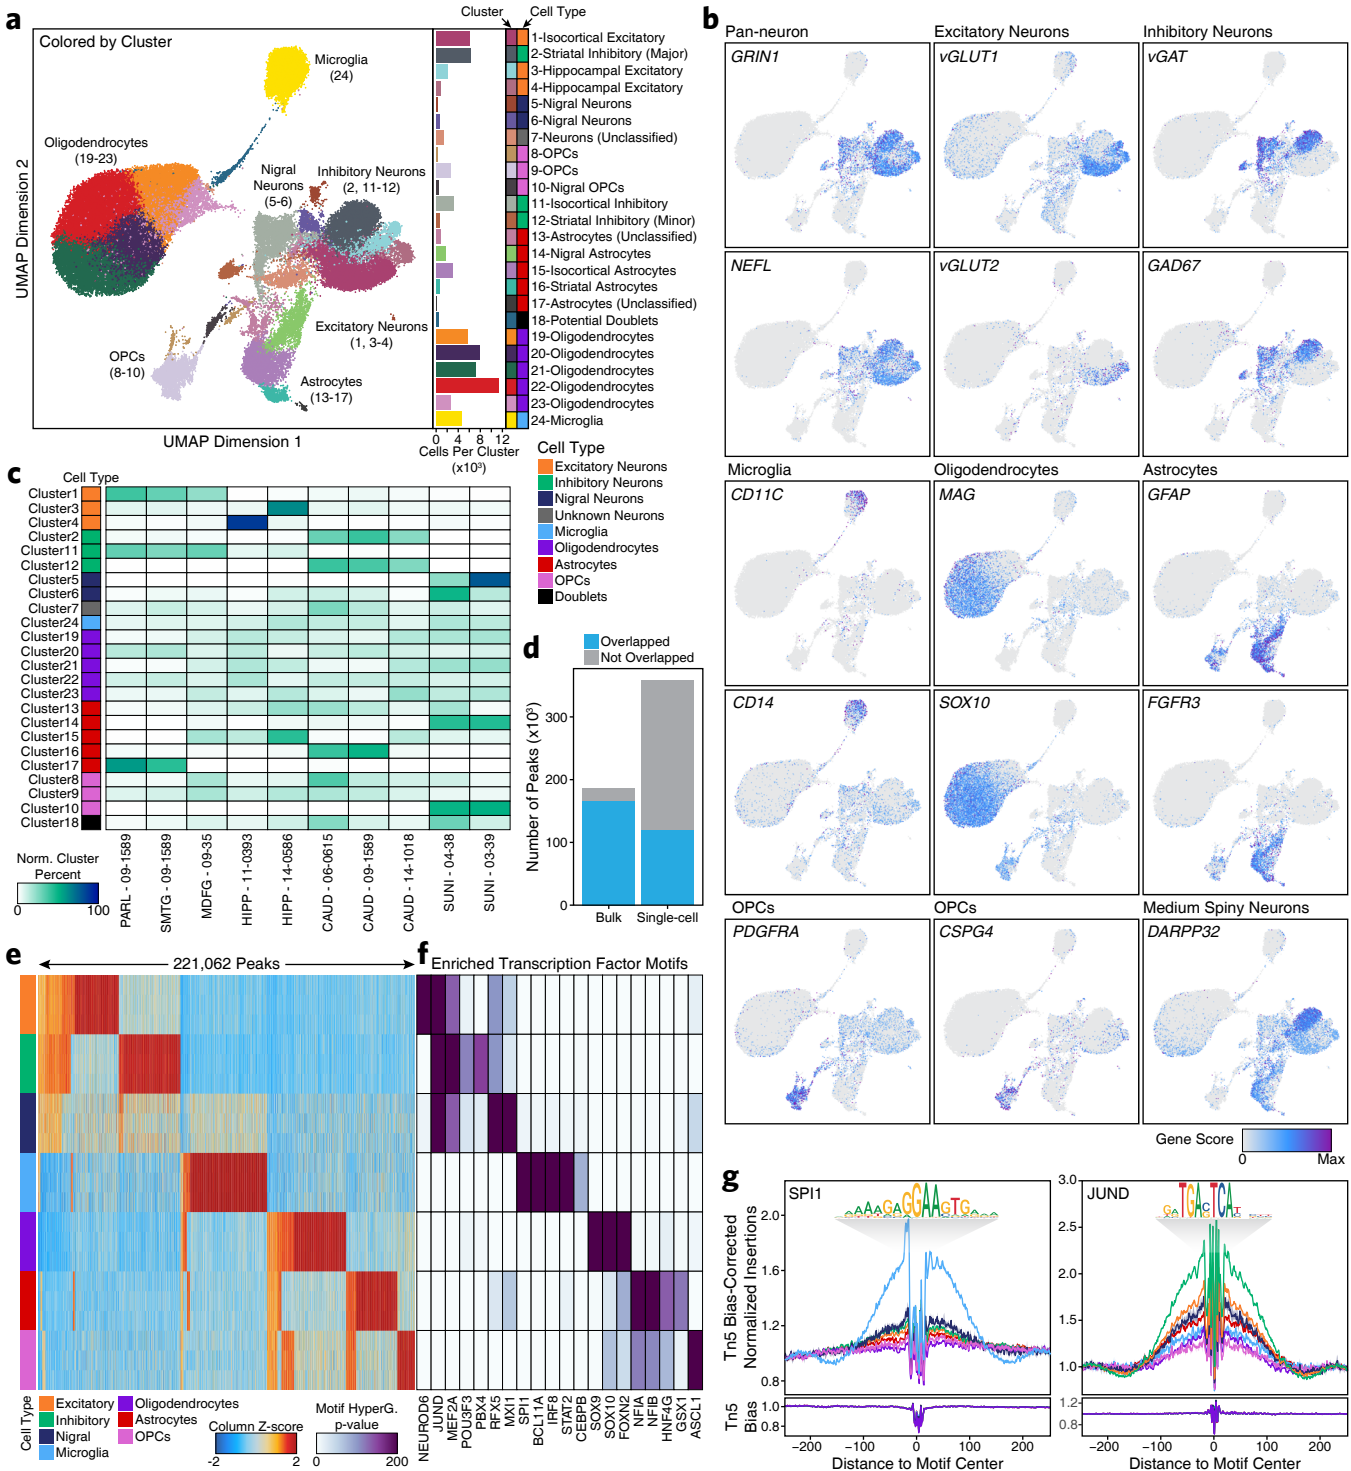 a
Colored by Cluster
Microglia
(24)
Oligodendrocytes
(19-23)
Nigral
Neurons
(5-6)
Inhibitory Neurons
(2, 11-12)
Excitatory Neurons
(1, 3-4)
OPCs
(8-10)
Astrocytes
(13-17)
UMAP Dimension 2
UMAP Dimension 1
Cluster
Cell Type
1-Isocortical Excitatory
2-Striatal Inhibitory (Major)
3-Hippocampal Excitatory
4-Hippocampal Excitatory
5-Nigral Neurons
6-Nigral Neurons
7-Neurons (Unclassified)
8-OPCs
9-OPCs
10-Nigral OPCs
11-Isocortical Inhibitory
12-Striatal Inhibitory (Minor)
13-Astrocytes (Unclassified)
14-Nigral Astrocytes
15-Isocortical Astrocytes
16-Striatal Astrocytes
17-Astrocytes (Unclassified)
18-Potential Doublets
19-Oligodendrocytes
20-Oligodendrocytes
21-Oligodendrocytes
22-Oligodendrocytes
23-Oligodendrocytes
24-Microglia
0 4 8 12
Cells Per Cluster
(x10³)
Cell Type
Excitatory Neurons
Inhibitory Neurons
Nigral Neurons
Unknown Neurons
Microglia
Oligodendrocytes
Astrocytes
OPCs
Doublets
b
Pan-neuron
Excitatory Neurons
Inhibitory Neurons
GRIN1
vGLUT1
vGAT
NEFL
vGLUT2
GAD67
Microglia
Oligodendrocytes
Astrocytes
CD11C
MAG
GFAP
CD14
SOX10
FGFR3
OPCs
OPCs
Medium Spiny Neurons
PDGFRA
CSPG4
DARPP32
Gene Score
0 Max
c
Cell Type
Cluster1
Cluster3
Cluster4
Cluster2
Cluster11
Cluster12
Cluster5
Cluster6
Cluster7
Cluster24
Cluster19
Cluster20
Cluster21
Cluster22
Cluster23
Cluster13
Cluster14
Cluster15
Cluster16
Cluster17
Cluster8
Cluster9
Cluster10
Cluster18
Norm. Cluster
Percent
0 100
PARL - 09-1589
SMTG - 09-1589
MDFG - 09-35
HIPP - 11-0393
HIPP - 14-0586
CAUD - 06-0615
CAUD - 09-1589
CAUD - 14-1018
SUNI - 04-38
SUNI - 03-39
d
Overlapped
Not Overlapped
Number of Peaks (x10³)
300
200
100
0
Bulk
Single-cell
e
221,062 Peaks
Cell Type
Excitatory
Inhibitory
Nigral
Microglia
Oligodendrocytes
Astrocytes
OPCs
Column Z-score
-2 2
f
Enriched Transcription Factor Motifs
Motif HyperG.
p-value
0 200
NEUROD6
JUND
MEF2A
POU3F3
PBX4
RFX5
MXI1
SPI1
BCL11A
IRF8
STAT2
CEBPB
SOX9
SOX10
FOXN2
NFIA
NFIB
HNF4G
GSX1
ASCL1
g
SPI1
Tn5 Bias-Corrected
Normalized Insertions
2.0
1.6
1.2
0.8
Tn5
Bias
1.0
0.8
−200 −100 0 100 200
Distance to Motif Center
JUND
3.0
2.5
2.0
1.5
1.0
1.2
0.8
−200 −100 0 100 200
Distance to Motif Center